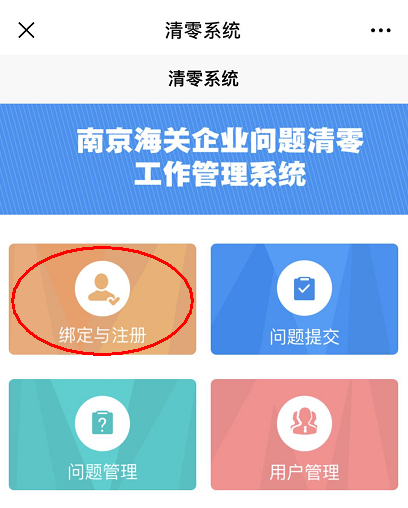 清零系统
清零系统
南京海关企业问题清零
工作管理系统
绑定与注册
问题提交
问题管理
用户管理